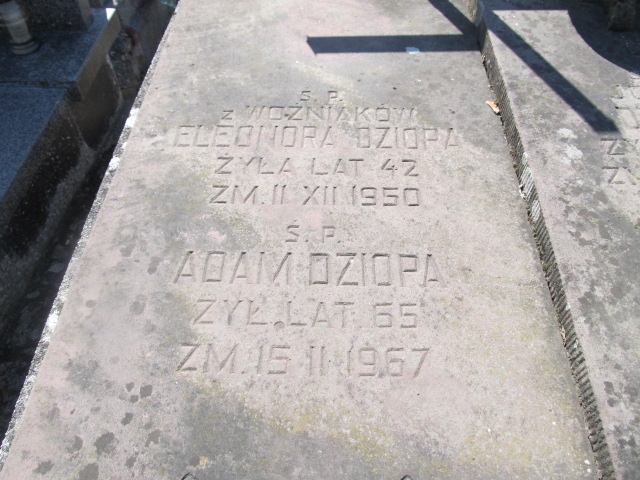 Ś. P.
z WOŹNIAKÓW
ELEONORA DZIOPA
ŻYŁA LAT 42
ZM. 11 XII 1950
Ś. P.
ADAM DZIOPA
ŻYŁ. LAT 65
ZM. 15 II 1967